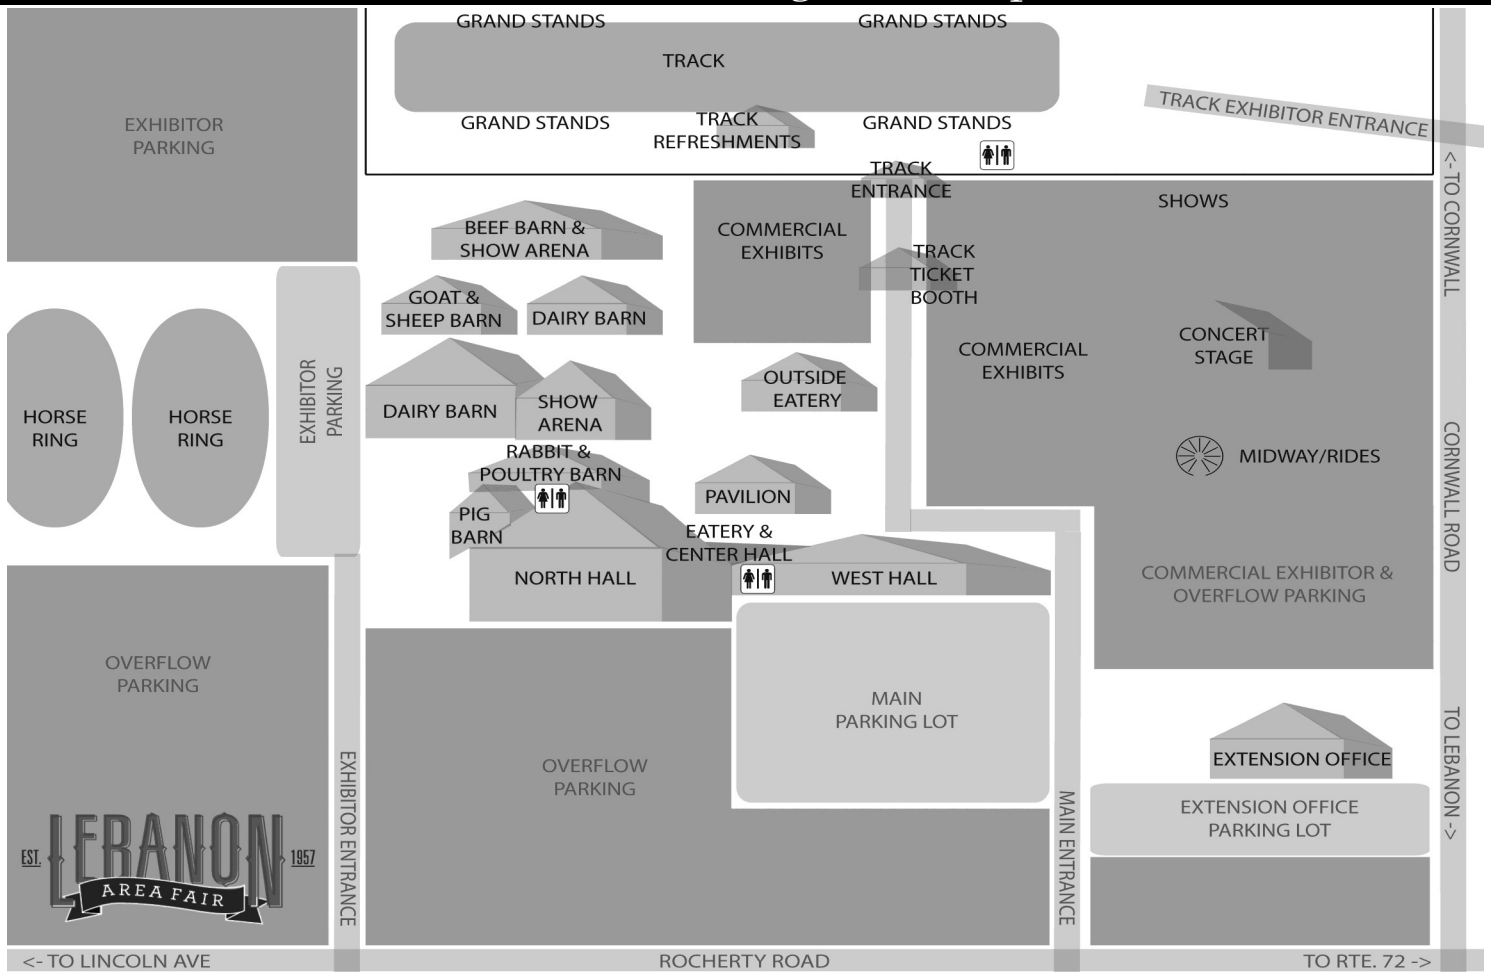 GRAND STANDS
GRAND STANDS
TRACK
TRACK EXHIBITOR ENTRANCE
EXHIBITOR
PARKING
GRAND STANDS
TRACK
REFRESHMENTS
GRAND STANDS
TRACK
ENTRANCE
<- TO CORNWALL
SHOWS
BEEF BARN &
SHOW ARENA
COMMERCIAL
EXHIBITS
TRACK
TICKET
BOOTH
GOAT &
SHEEP BARN
DAIRY BARN
CONCERT
STAGE
COMMERCIAL
EXHIBITS
OUTSIDE
EATERY
HORSE
RING
HORSE
RING
EXHIBITOR
PARKING
DAIRY BARN
SHOW
ARENA
RABBIT &
POULTRY BARN
MIDWAY/RIDES
CORNWALL ROAD
PIG
BARN
PAVILION
EATERY &
CENTER HALL
NORTH HALL
WEST HALL
COMMERCIAL EXHIBITOR &
OVERFLOW PARKING
OVERFLOW
PARKING
MAIN
PARKING LOT
OVERFLOW
PARKING
EXTENSION OFFICE
TO LEBANON ->
EXTENSION OFFICE
PARKING LOT
EXHIBITOR ENTRANCE
MAIN ENTRANCE
EST. LEBANON 1957
AREA FAIR
<- TO LINCOLN AVE
ROCHERTY ROAD
TO RTE. 72 ->